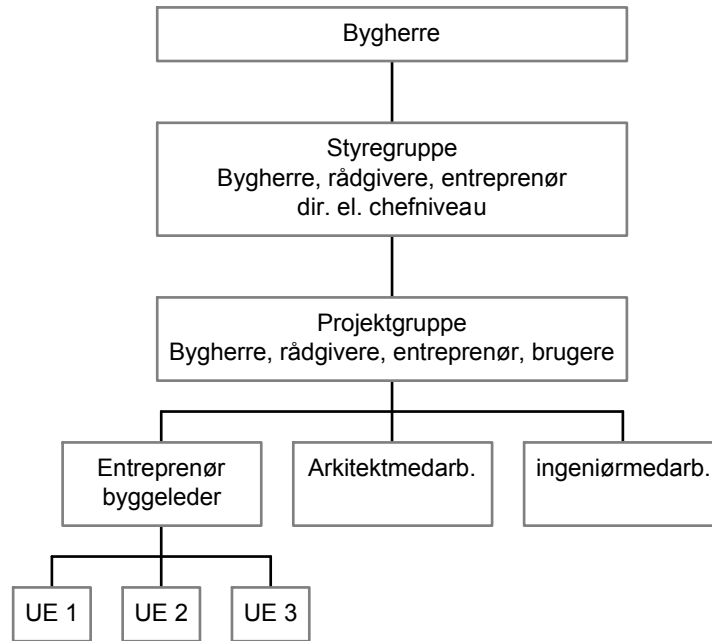 Bygherre
Styregruppe
Bygherre, rådgivere, entreprenør
dir. el. chefniveau
Projektgruppe
Bygherre, rådgivere, entreprenør, brugere
Entreprenør
byggeleder
Arkitektmedarb.
ingeniørmedarb.
UE 1
UE 2
UE 3